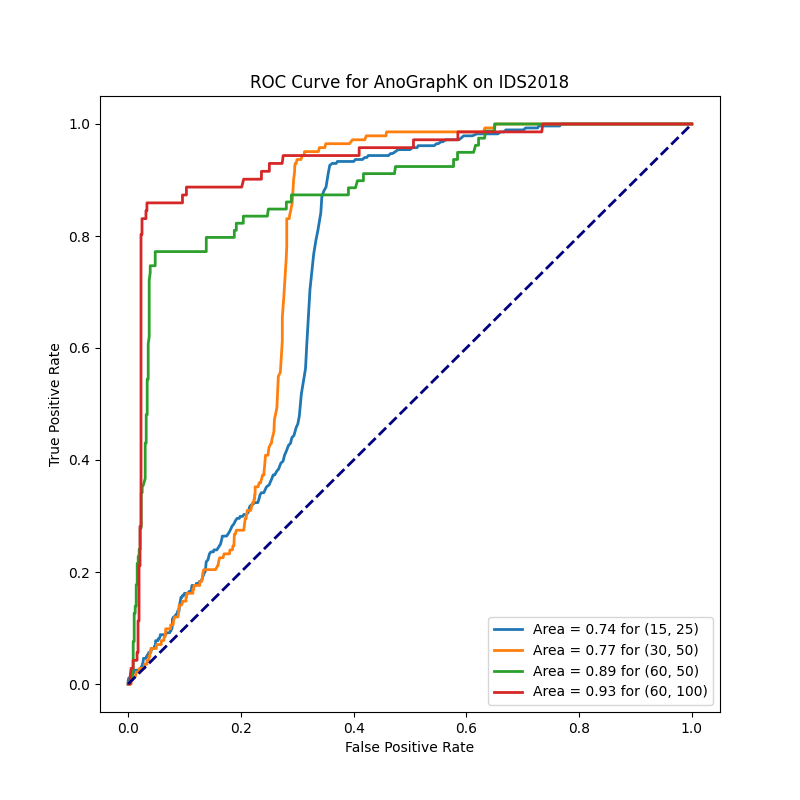 ROC Curve for AnoGraphK on IDS2018
True Positive Rate
1.0
0.8
0.6
0.4
0.2
0.0
Area = 0.74 for (15, 25)
Area = 0.77 for (30, 50)
Area = 0.89 for (60, 50)
Area = 0.93 for (60, 100)
0.0 0.2 0.4 0.6 0.8 1.0
False Positive Rate